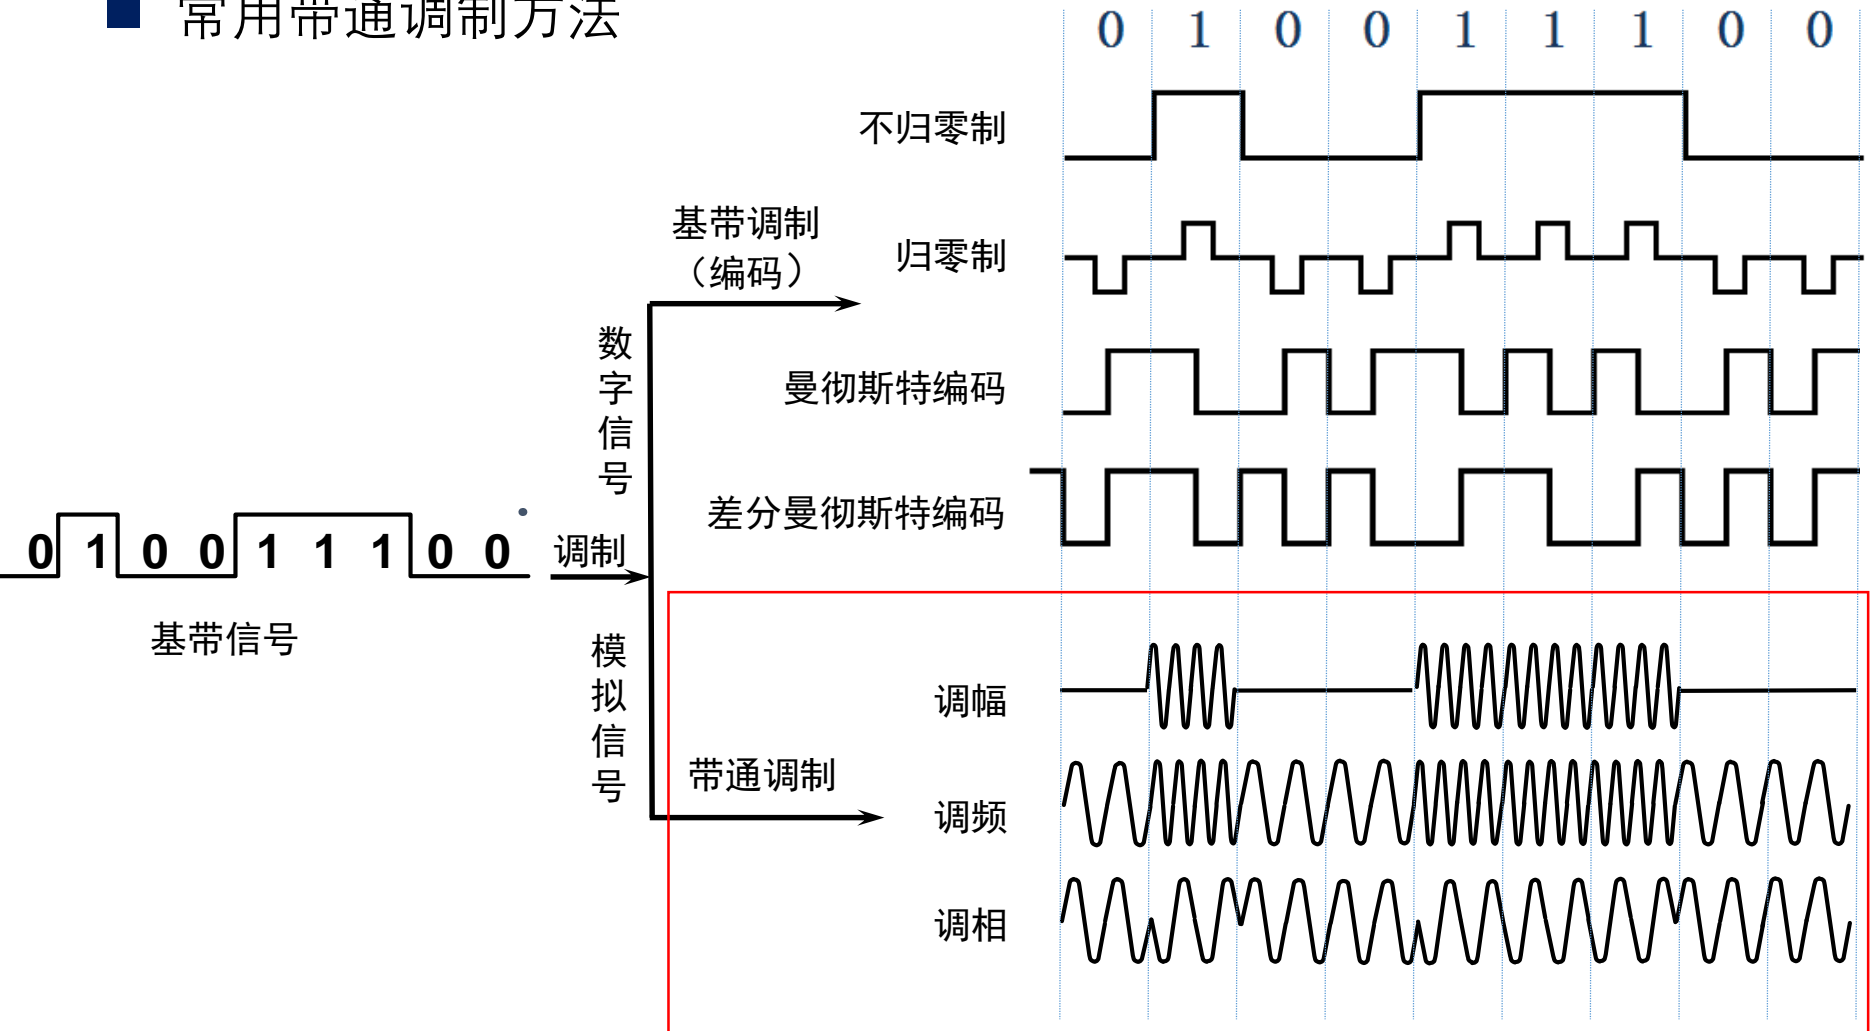 常用带通调制方法
0 1 0 0 1 1 1 0 0
不归零制
基带调制
（编码）
归零制
数字信号
曼彻斯特编码
差分曼彻斯特编码
0 1 0 0 1 1 1 0 0
调制
基带信号
模拟信号
调幅
带通调制
调频
调相